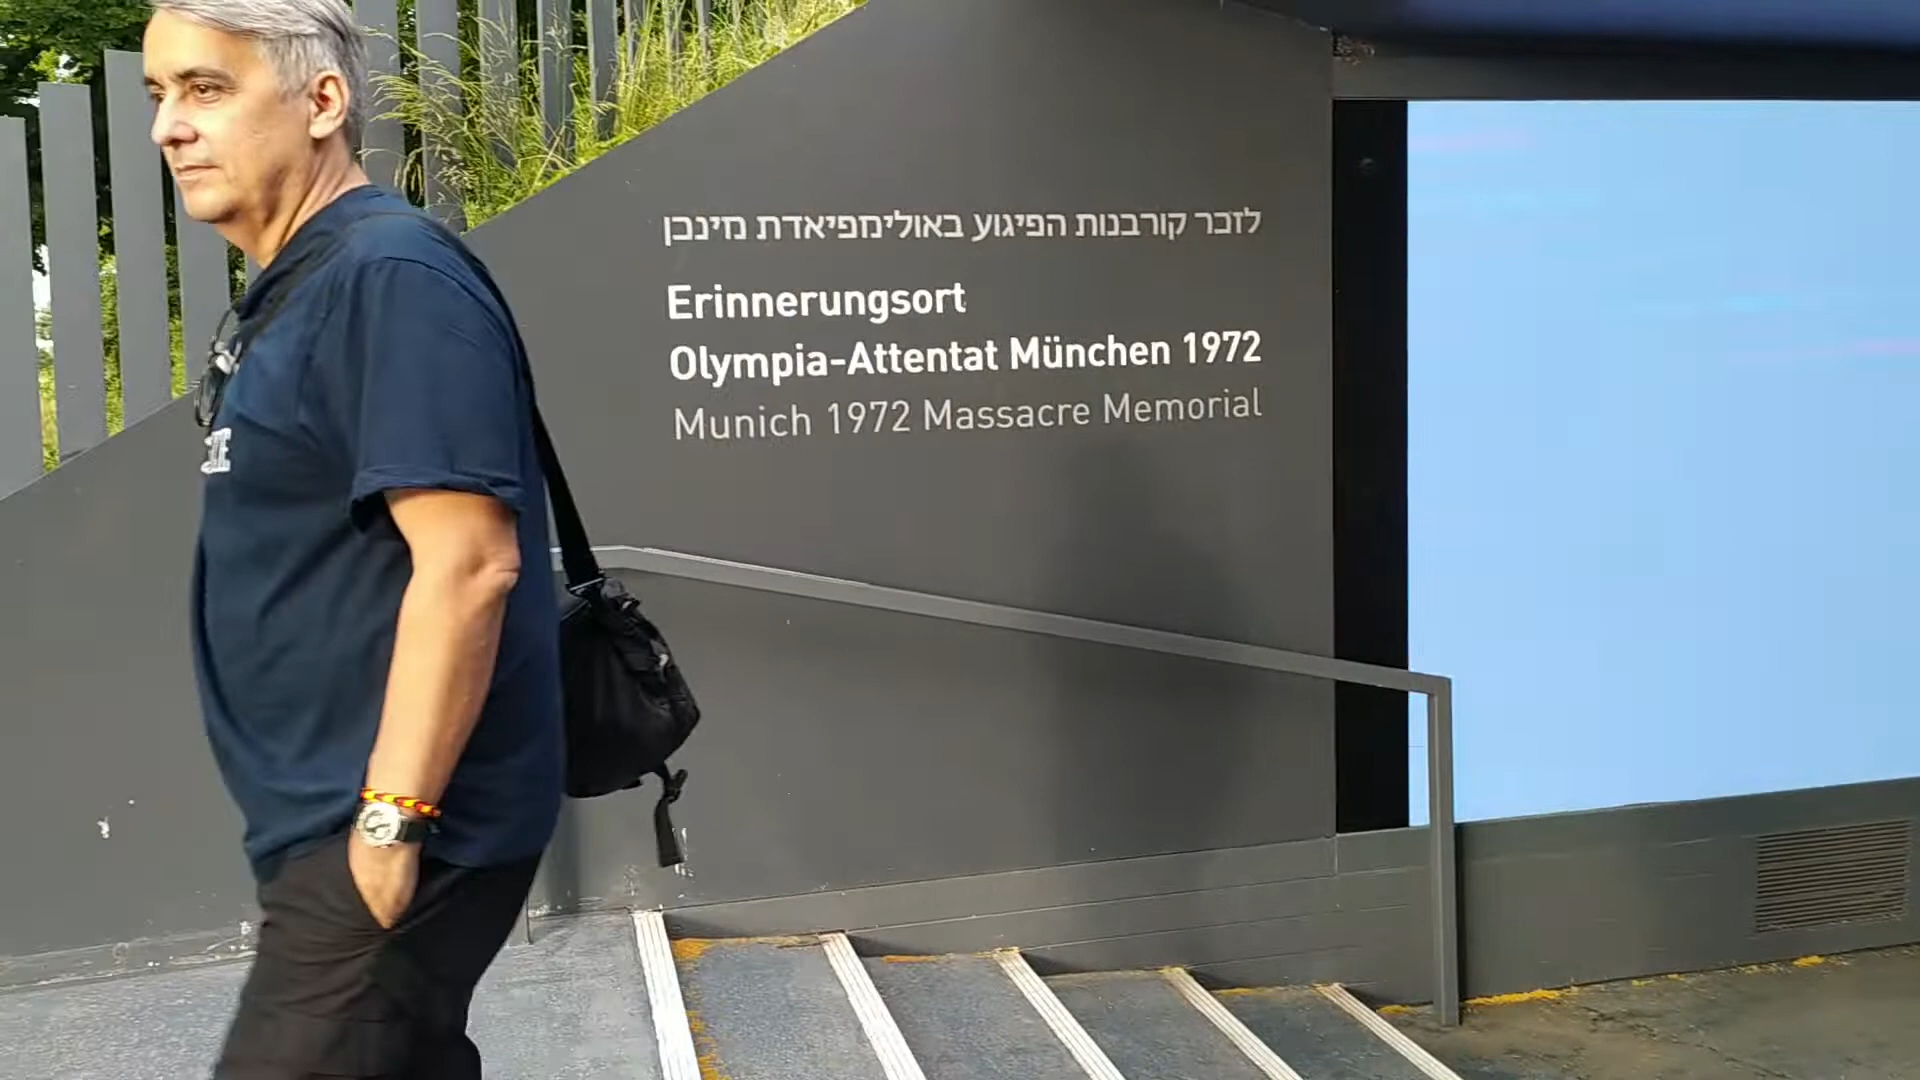 לזכר קורבנות הפיגוע באולימפיאדת מינכן
Erinnerungsort
Olympia-Attentat München 1972
Munich 1972 Massacre Memorial